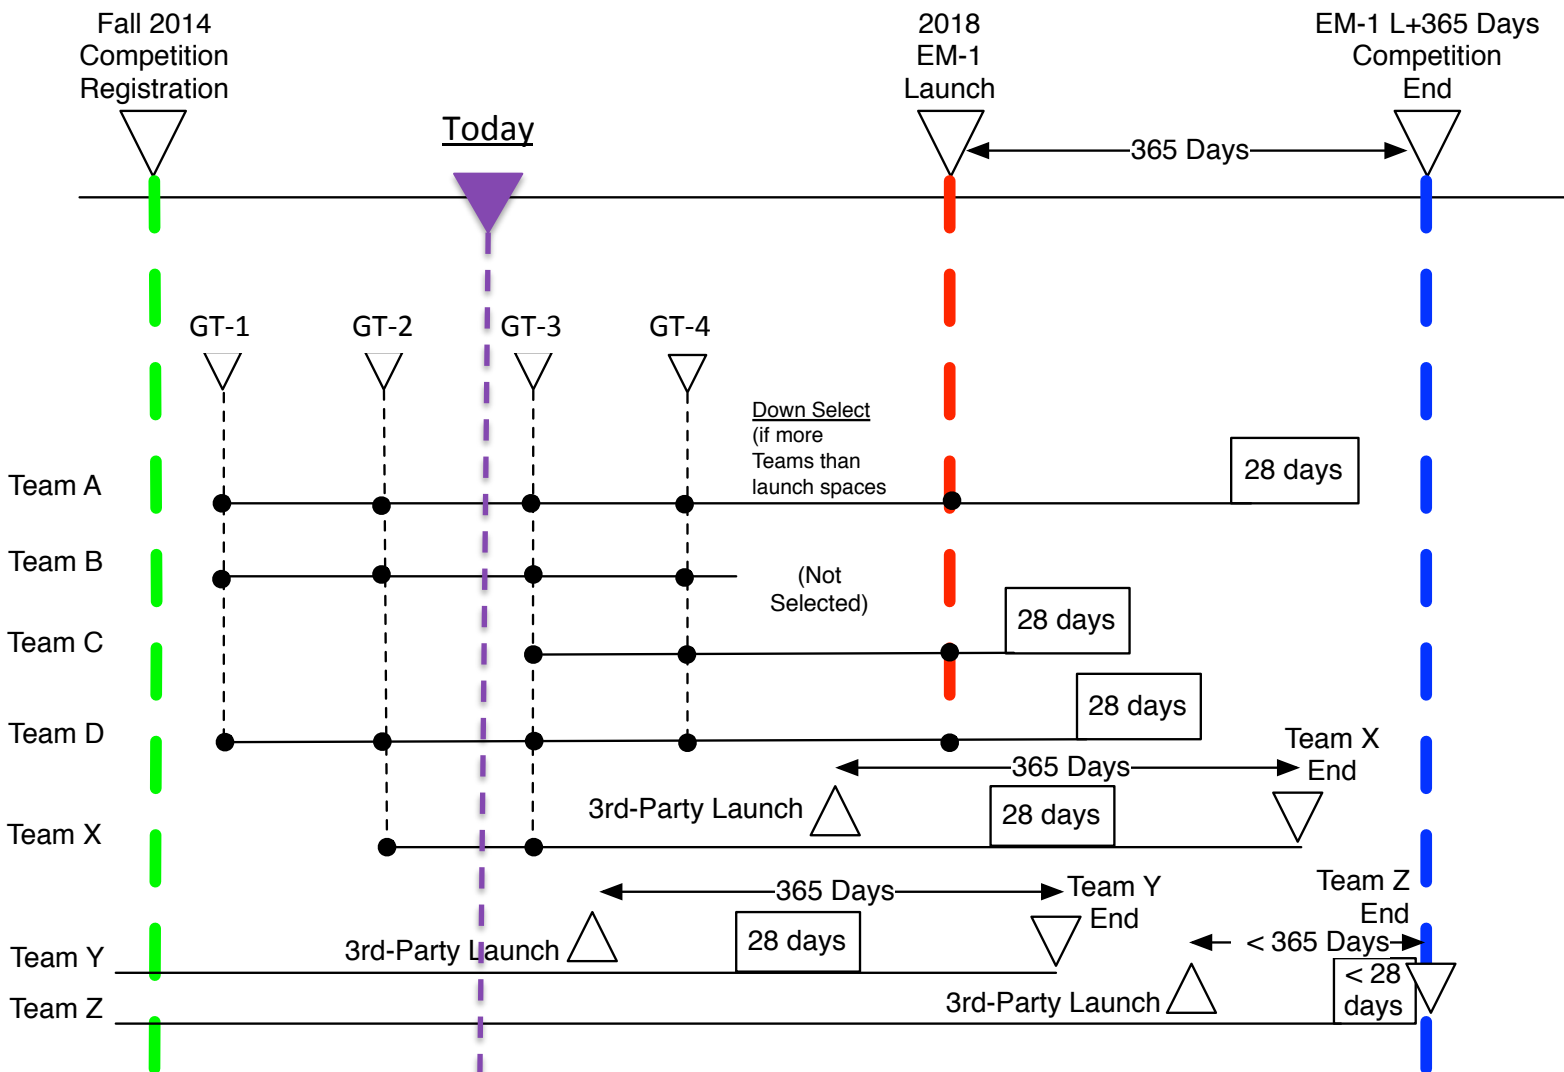 Fall 2014
Competition
Registration
Today
2018
EM-1
Launch
EM-1 L+365 Days
Competition
End
365 Days
GT-1
GT-2
GT-3
GT-4
Down Select
(if more
Teams than
launch spaces
Team A
28 days
Team B
(Not
Selected)
Team C
28 days
Team D
28 days
Team X
End
365 Days
3rd-Party Launch
28 days
Team X
365 Days
Team Y
End
Team Z
End
3rd-Party Launch
28 days
< 365 Days
Team Y
3rd-Party Launch
< 28
days
Team Z